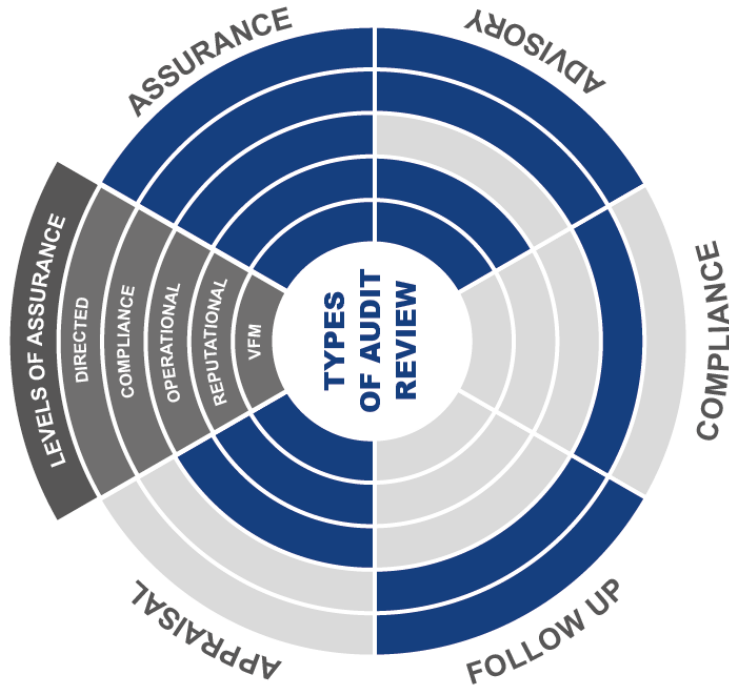 ASSURANCE
ADVISORY
COMPLIANCE
FOLLOW UP
APPRAISAL
LEVELS OF ASSURANCE
DIRECTED
COMPLIANCE
OPERATIONAL
REPUTATIONAL
VFM
TYPES
OF AUDIT
REVIEW